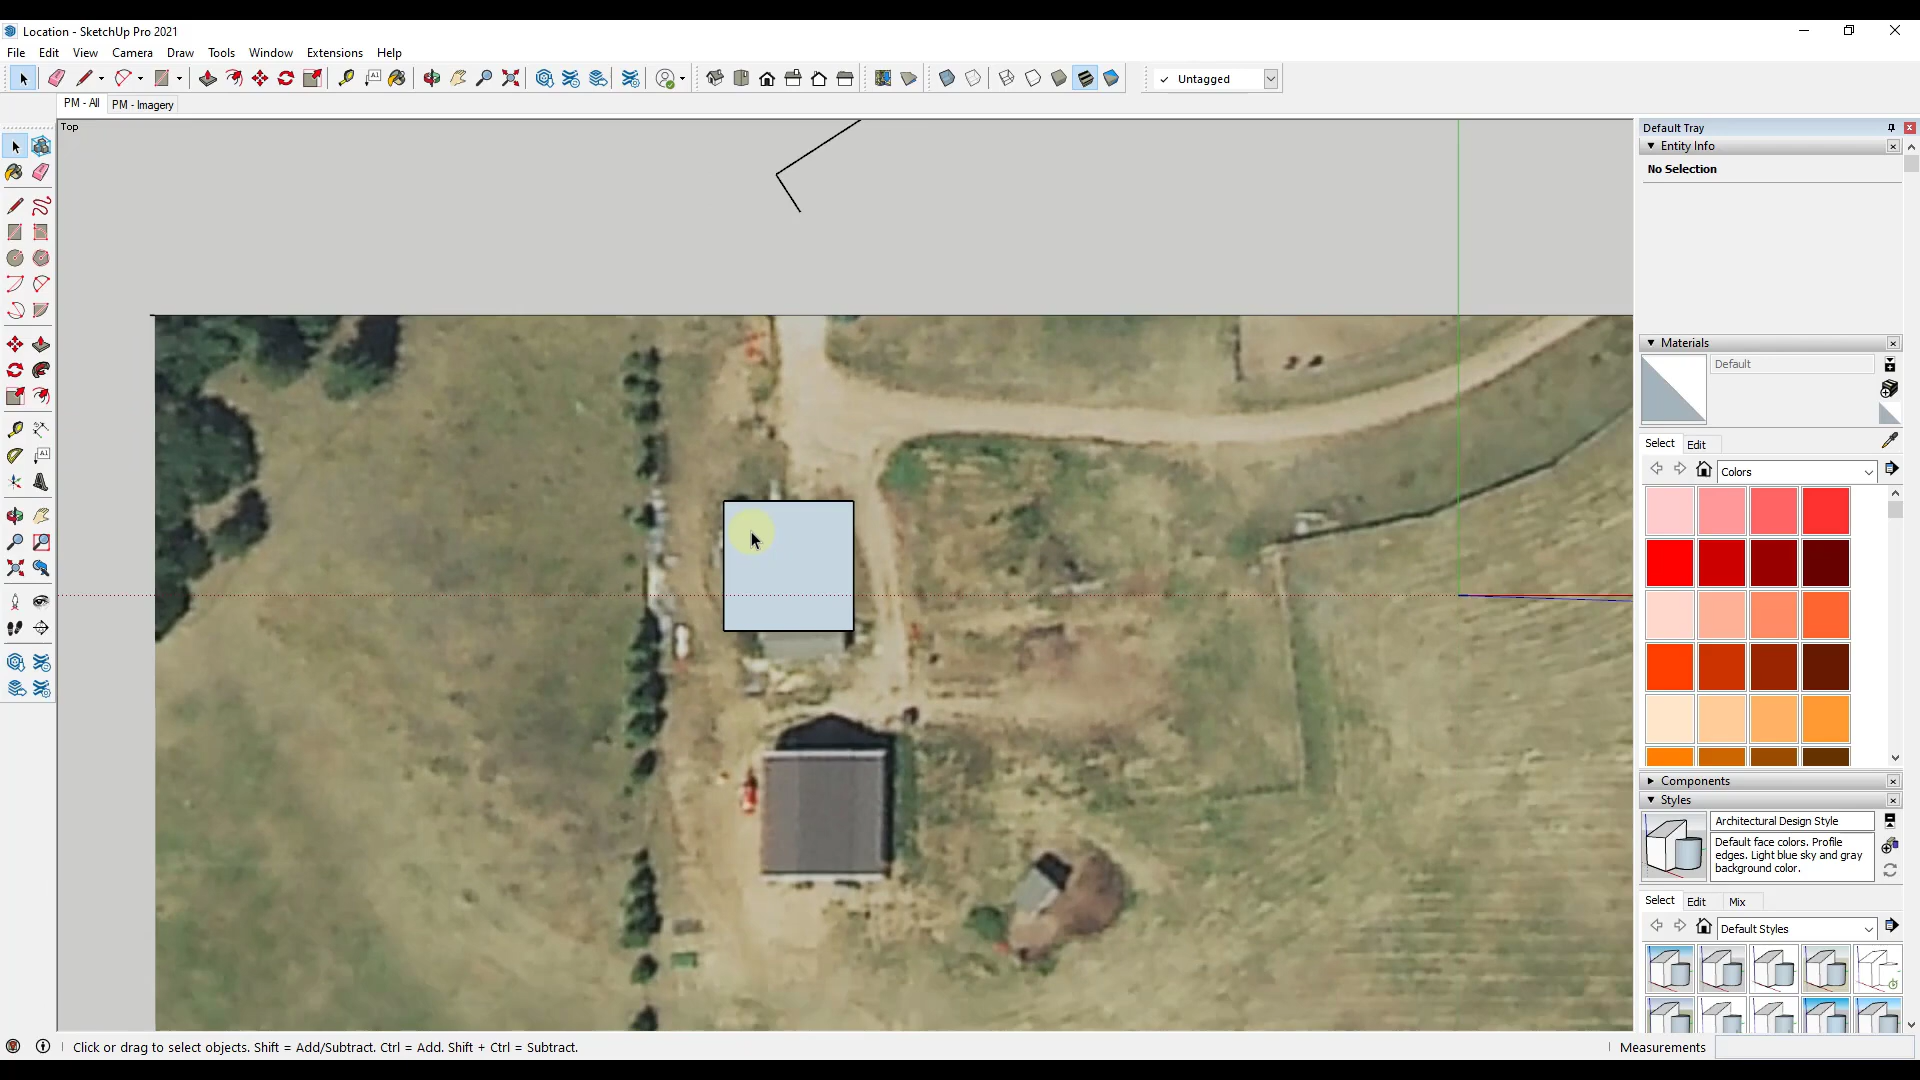 Location - SketchUp Pro 2021
File Edit View Camera Draw Tools Window Extensions Help
A1
✓ Untagged
PM - All PM - Imagery
Top
Default Tray
Entity Info
No Selection
Materials
Default
Select Edit
Colors
A1
Components
Styles
Architectural Design Style
Default face colors. Profile
edges. Light blue sky and gray
background color.
Select Edit Mix
Default Styles
Click or drag to select objects. Shift = Add/Subtract. Ctrl = Add. Shift + Ctrl = Subtract.
Measurements